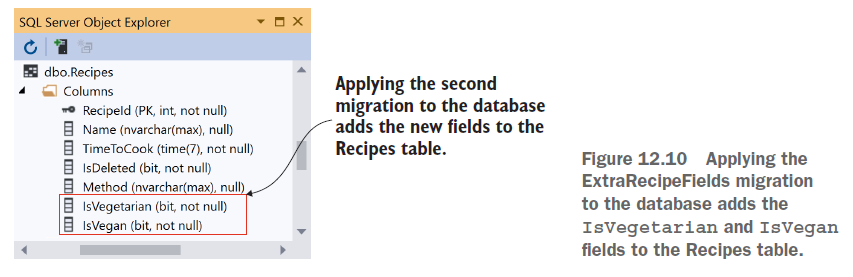 SQL Server Object Explorer
dbo.Recipes
Columns
RecipeId (PK, int, not null)
Name (nvarchar(max), null)
TimeToCook (time(7), not null)
IsDeleted (bit, not null)
Method (nvarchar(max), null)
IsVegetarian (bit, not null)
IsVegan (bit, not null)
Applying the second
migration to the database
adds the new fields to the
Recipes table.
Figure 12.10 Applying the
ExtraRecipeFields migration
to the database adds the
IsVegetarian and IsVegan
fields to the Recipes table.